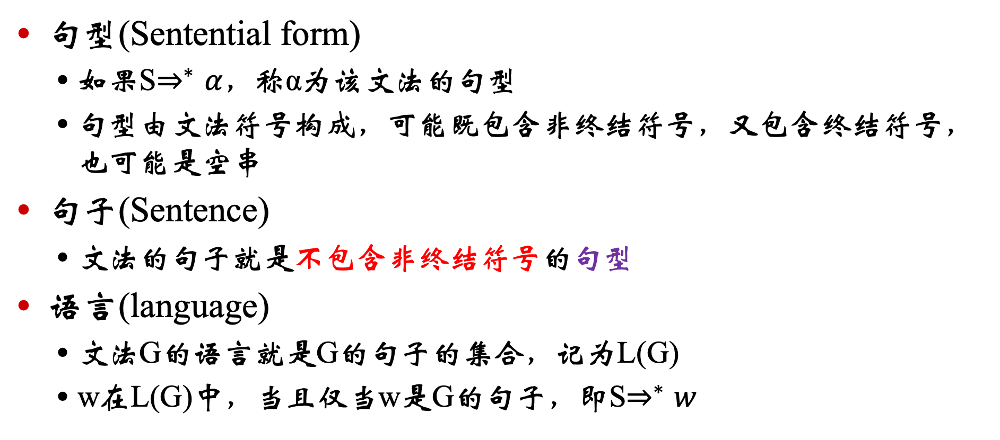 • 句型(Sentential form)
• 如果S⇒* α，称α为该文法的句型
• 句型由文法符号构成，可能既包含非终结符号，又包含终结符号，
也可能是空串
• 句子(Sentence)
• 文法的句子就是不包含非终结符号的句型
• 语言(language)
• 文法G的语言就是G的句子的集合，记为L(G)
• w在L(G)中，当且仅当w是G的句子，即S⇒* w